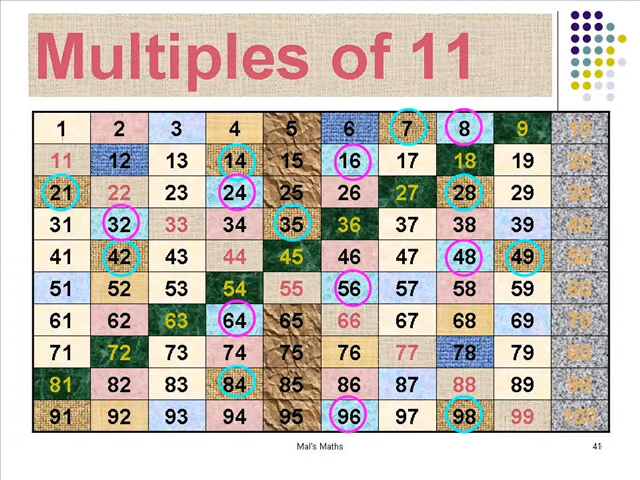 Multiples of 11
1 2 3 4 5 6 7 8 9 10
11 12 13 14 15 16 17 18 19 20
21 22 23 24 25 26 27 28 29 30
31 32 33 34 35 36 37 38 39 40
41 42 43 44 45 46 47 48 49 50
51 52 53 54 55 56 57 58 59 60
61 62 63 64 65 66 67 68 69 70
71 72 73 74 75 76 77 78 79 80
81 82 83 84 85 86 87 88 89 90
91 92 93 94 95 96 97 98 99 100
Mal's Maths 41